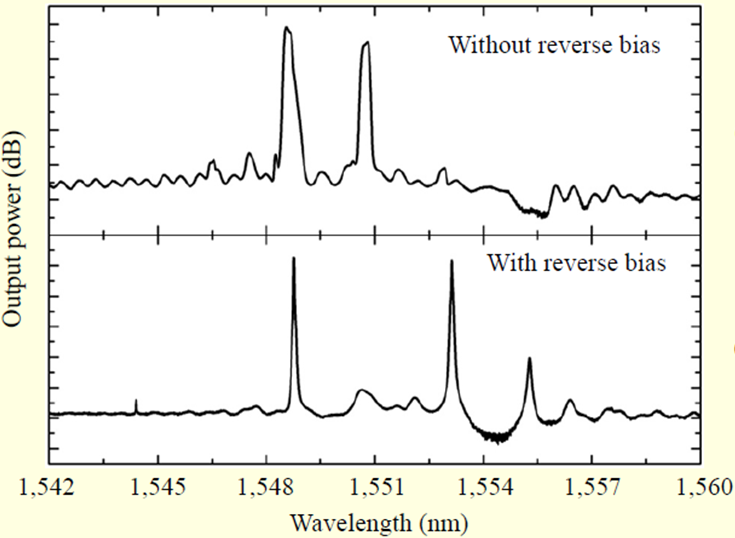 Without reverse bias
With reverse bias
Output power (dB)
1,542 1,545 1,548 1,551 1,554 1,557 1,560
Wavelength (nm)